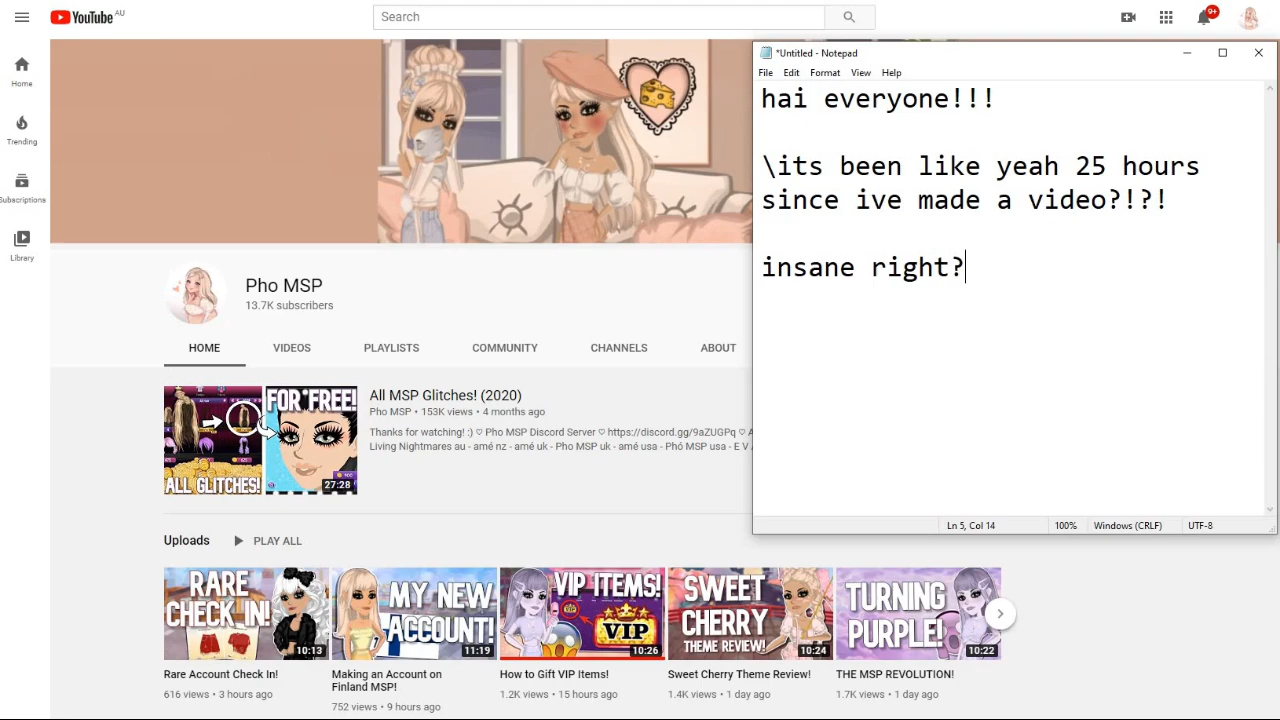 YouTube AU
Search
9+
Home
Trending
Subscriptions
Library
*Untitled - Notepad
File Edit Format View Help
hai everyone!!!
\its been like yeah 25 hours
since ive made a video?!?!
insane right?
Ln 5, Col 14 100% Windows (CRLF) UTF-8
Pho MSP
13.7K subscribers
HOME VIDEOS PLAYLISTS COMMUNITY CHANNELS ABOUT
FOR FREE!
ALL GLITCHES!
27:28
All MSP Glitches! (2020)
Pho MSP • 153K views • 4 months ago
Thanks for watching! :) ♡ Pho MSP Discord Server ♡ https://discord.gg/9aZUGPq ♡ A
Living Nightmares au - amé nz - amé uk - Pho MSP uk - amé usa - Phó MSP usa - E V A
Uploads PLAY ALL
RARE
CHECK IN!
10:13
MY NEW
ACCOUNT!
11:19
VIP ITEMS!
VIP
10:26
SWEET
CHERRY
THEME REVIEW!
10:24
TURNING
PURPLE!
10:22
Rare Account Check In!
616 views • 3 hours ago
Making an Account on
Finland MSP!
752 views • 9 hours ago
How to Gift VIP Items!
1.2K views • 15 hours ago
Sweet Cherry Theme Review!
1.4K views • 1 day ago
THE MSP REVOLUTION!
1.7K views • 1 day ago